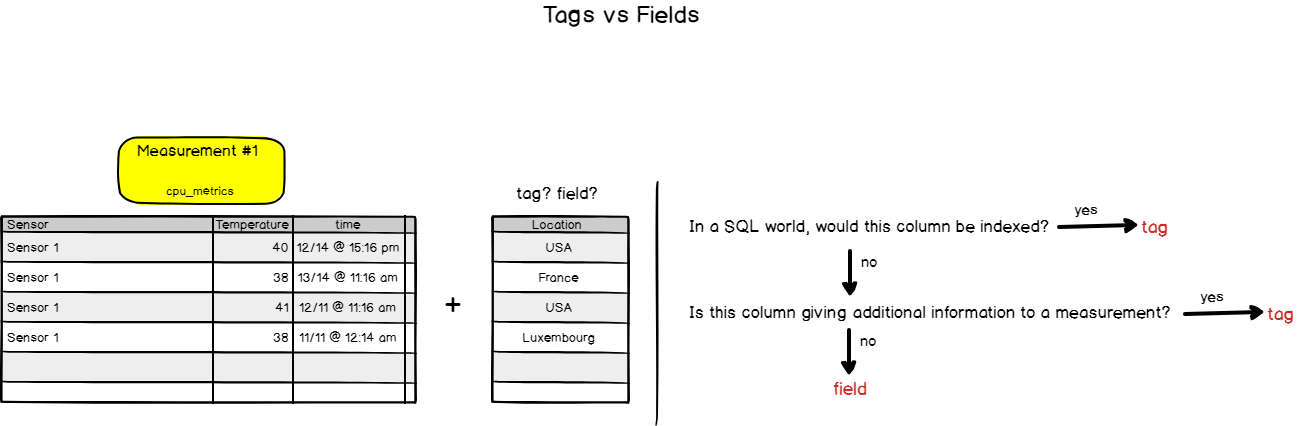 Tags vs Fields
Measurement #1
cpu_metrics
tag? field?
Sensor Temperature time
Sensor 1 40 12/14 @ 15:16 pm
Sensor 1 38 13/14 @ 11:16 am
Sensor 1 41 12/11 @ 11:16 am
Sensor 1 38 11/11 @ 12:14 am
+
Location
USA
France
USA
Luxembourg
In a SQL world, would this column be indexed? yes tag
no
Is this column giving additional information to a measurement? yes tag
no
field